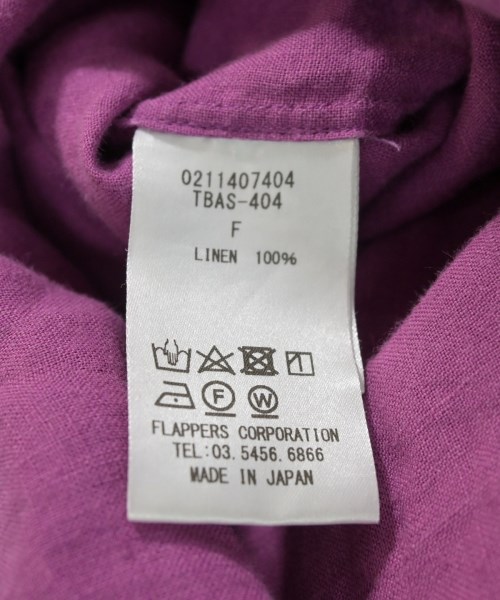 0211407404
TBAS-404
F
LINEN 100%
F W
FLAPPERS CORPORATION
TEL:03.5456.6866
MADE IN JAPAN